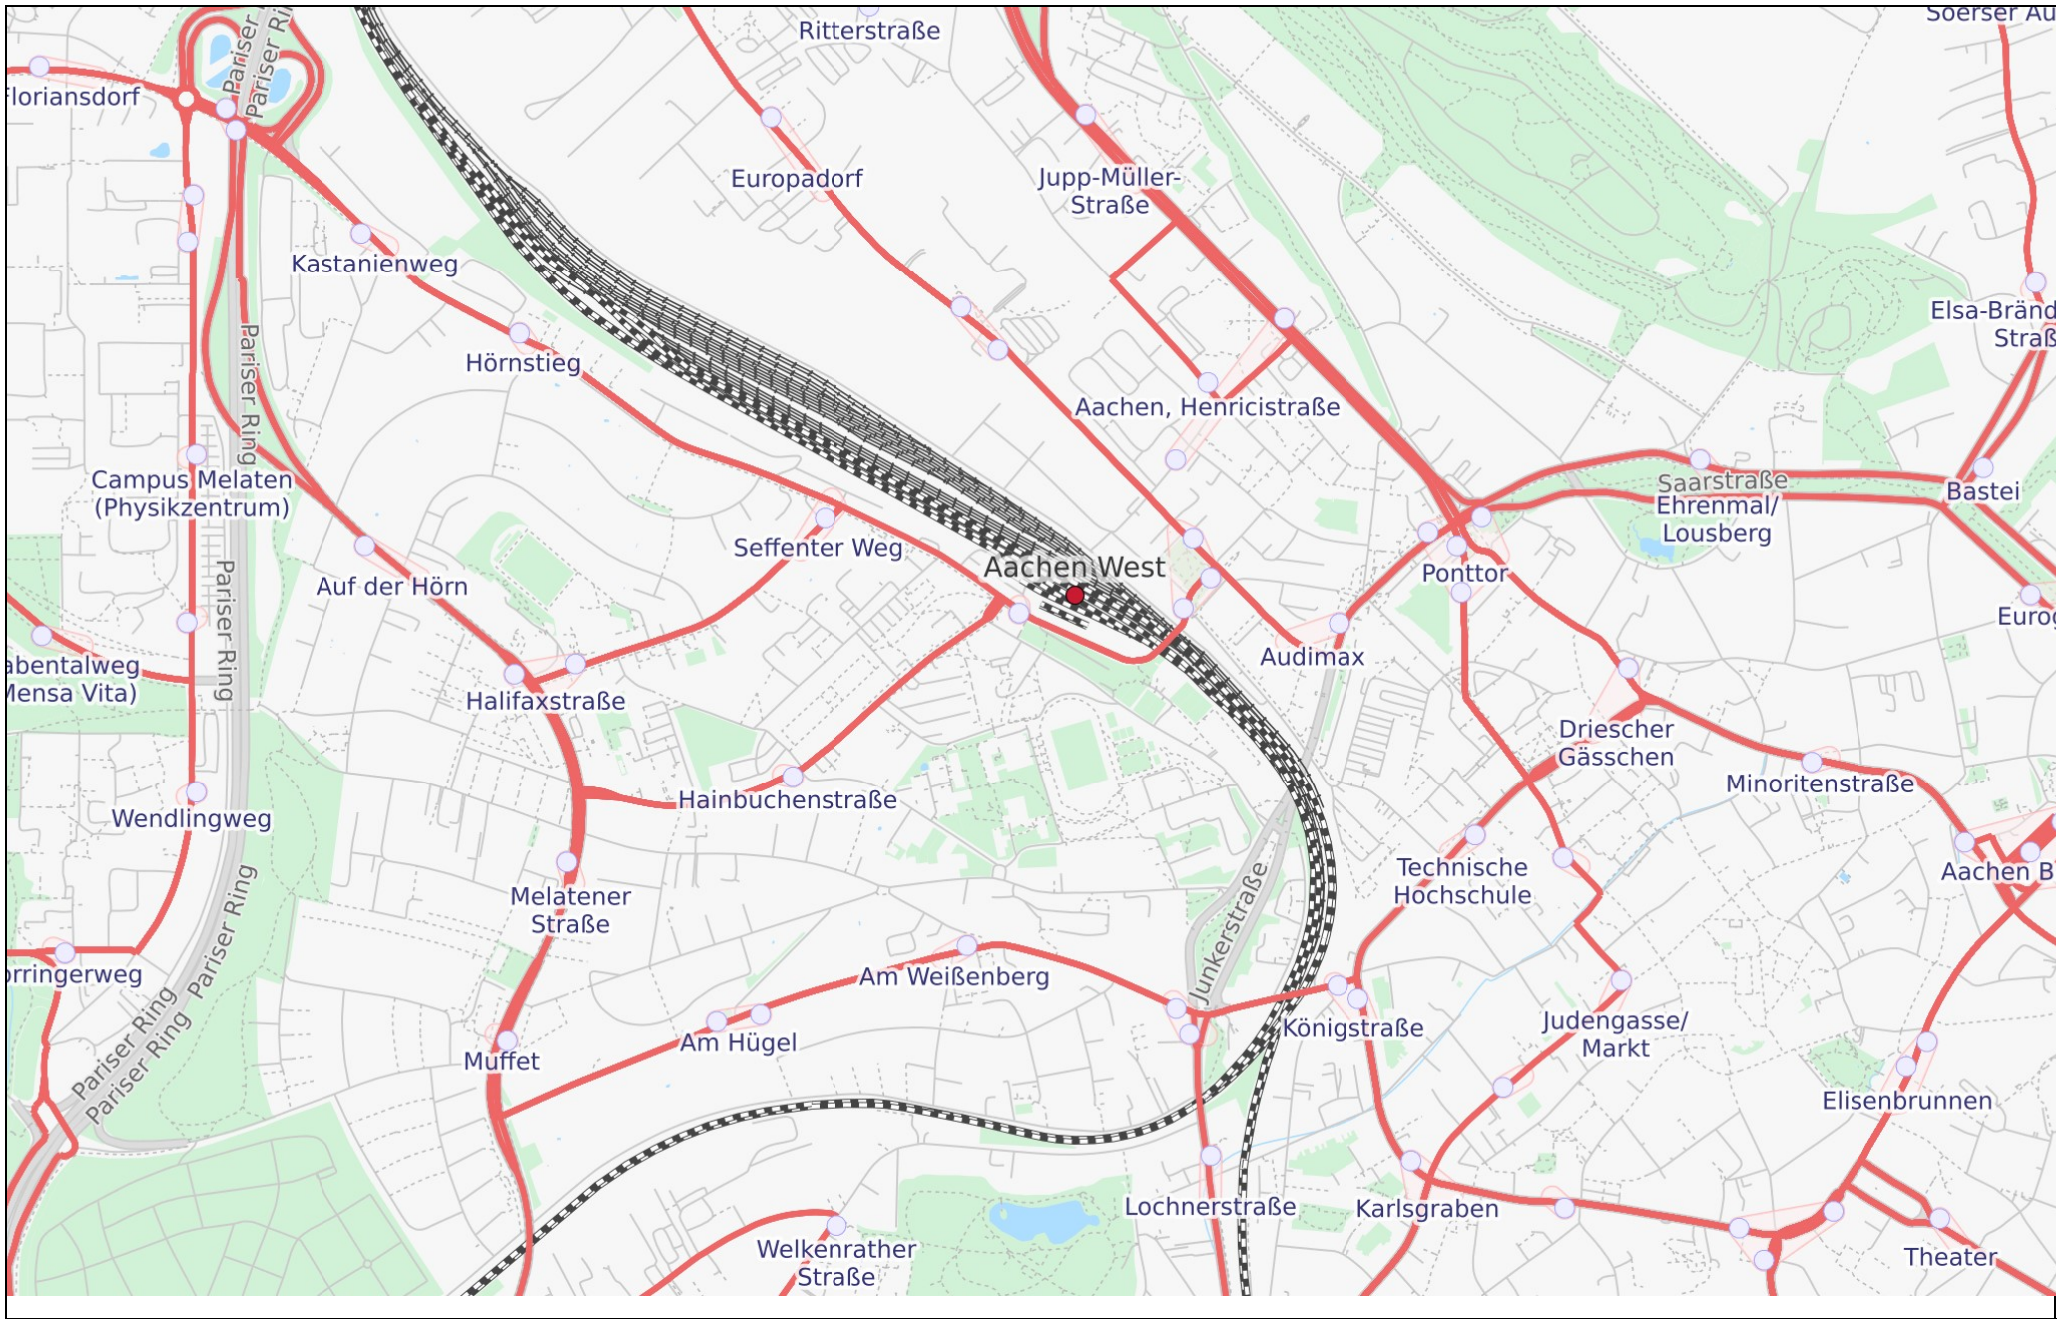 Soerser Au
Ritterstraße
Pariser
Pariser Ri
Floriansdorf
Europadorf
Jupp-Müller-
Straße
Kastanienweg
Elsa-Bränd
Straß
Hörnstieg
Pariser Ring
Aachen, Henricistraße
Campus Melaten
(Physikzentrum)
Saarstraße
Ehrenmal/
Lousberg
Bastei
Seffenter Weg
Aachen West
Ponttor
Auf der Hörn
Pariser Ring
Eurog
Audimax
abentalweg
Mensa Vita)
Halifaxstraße
Driescher
Gässchen
Minoritenstraße
Hainbuchenstraße
Wendlingweg
Technische
Hochschule
Aachen B
Melatener
Straße
Junkerstraße
Pariser Ring
orringerweg
Am Weißenberg
Pariser Ring
Pariser Ring
Am Hügel
Königstraße
Judengasse/
Markt
Muffet
Elisenbrunnen
Lochnerstraße
Karlsgraben
Welkenrather
Straße
Theater